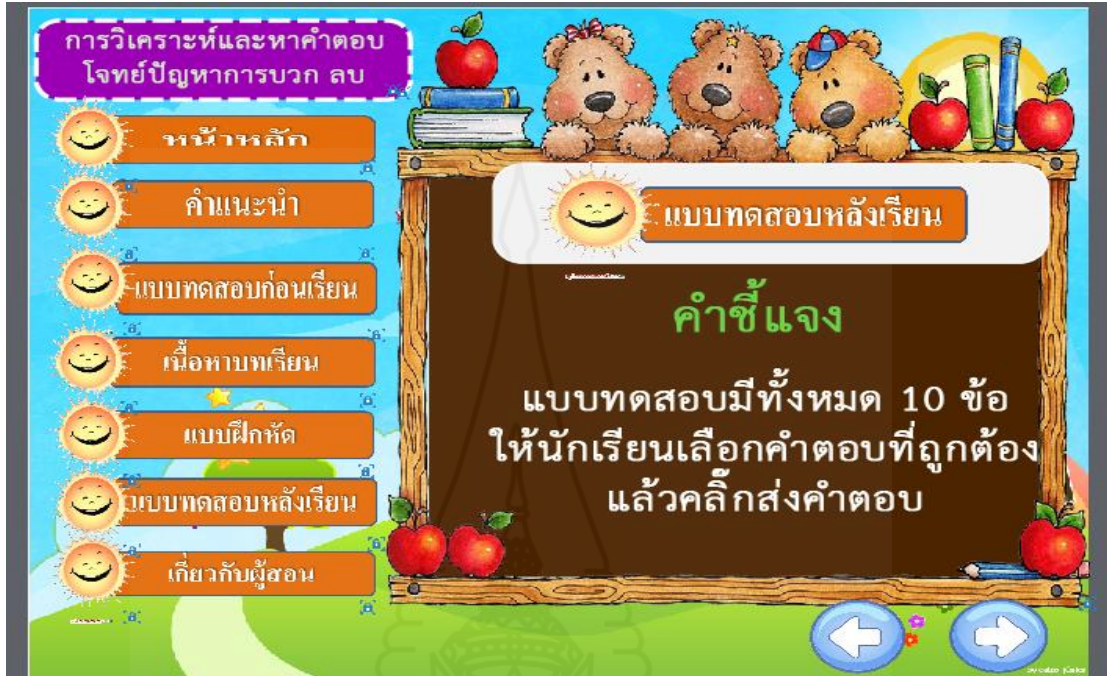 การวิเคราะห์และหาคำตอบ
โจทย์ปัญหาการบวก ลบ
หน้าหลัก
คำแนะนำ
แบบทดสอบก่อนเรียน
เนื้อหาบทเรียน
แบบฝึกหัด
แบบทดสอบหลังเรียน
เกี่ยวกับผู้สอน
แบบทดสอบหลังเรียน
คำชี้แจง
แบบทดสอบมีทั้งหมด 10 ข้อ
ให้นักเรียนเลือกคำตอบที่ถูกต้อง
แล้วคลิ๊กส่งคำตอบ